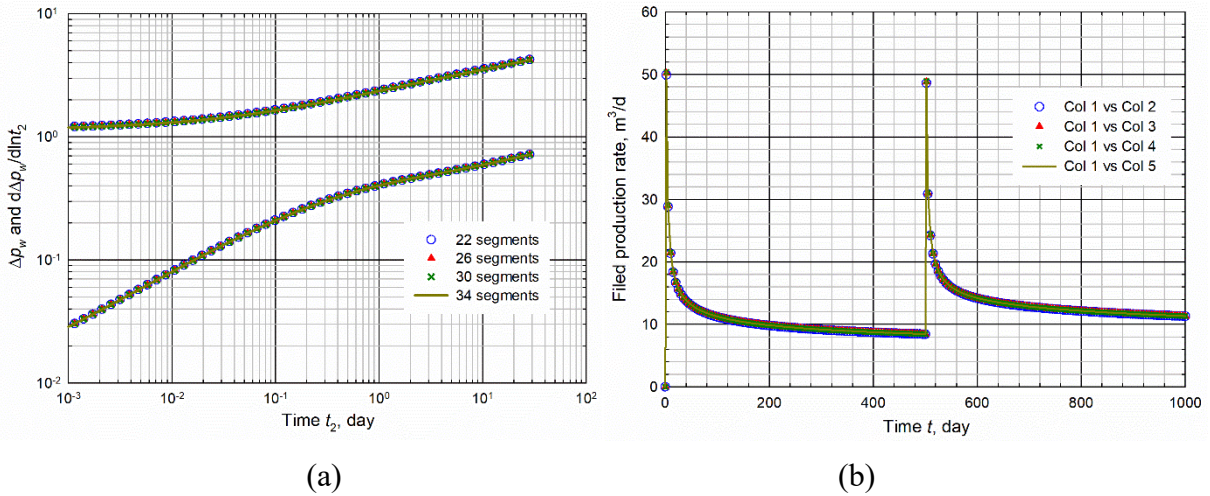 10¹
10⁰
10⁻¹
10⁻²
Δp_w and dΔp_w/dlnt₂
22 segments
26 segments
30 segments
34 segments
10⁻³ 10⁻² 10⁻¹ 10⁰ 10¹ 10²
Time t₂, day
(a)
60
50
40
30
20
10
0
Filed production rate, m³/d
Col 1 vs Col 2
Col 1 vs Col 3
Col 1 vs Col 4
Col 1 vs Col 5
0 200 400 600 800 1000
Time t, day
(b)